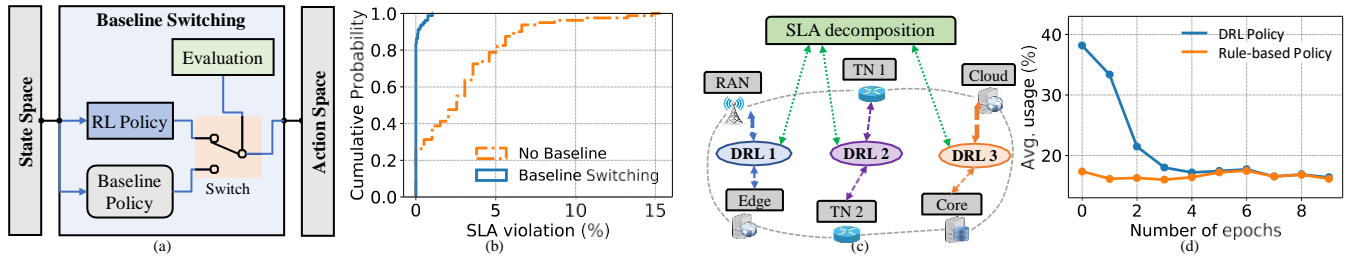 (a)
Baseline Switching
State Space
Evaluation
RL Policy
Baseline
Policy
Switch
Action Space
Cumulative Probability
1.0
0.8
0.6
0.4
0.2
0.0
No Baseline
Baseline Switching
0
5
10
15
SLA violation (%)
(b)
SLA decomposition
RAN
TN 1
Cloud
DRL 1
DRL 2
DRL 3
Edge
TN 2
Core
(c)
Avg. usage (%)
40
30
20
DRL Policy
Rule-based Policy
0
2
4
6
8
Number of epochs
(d)